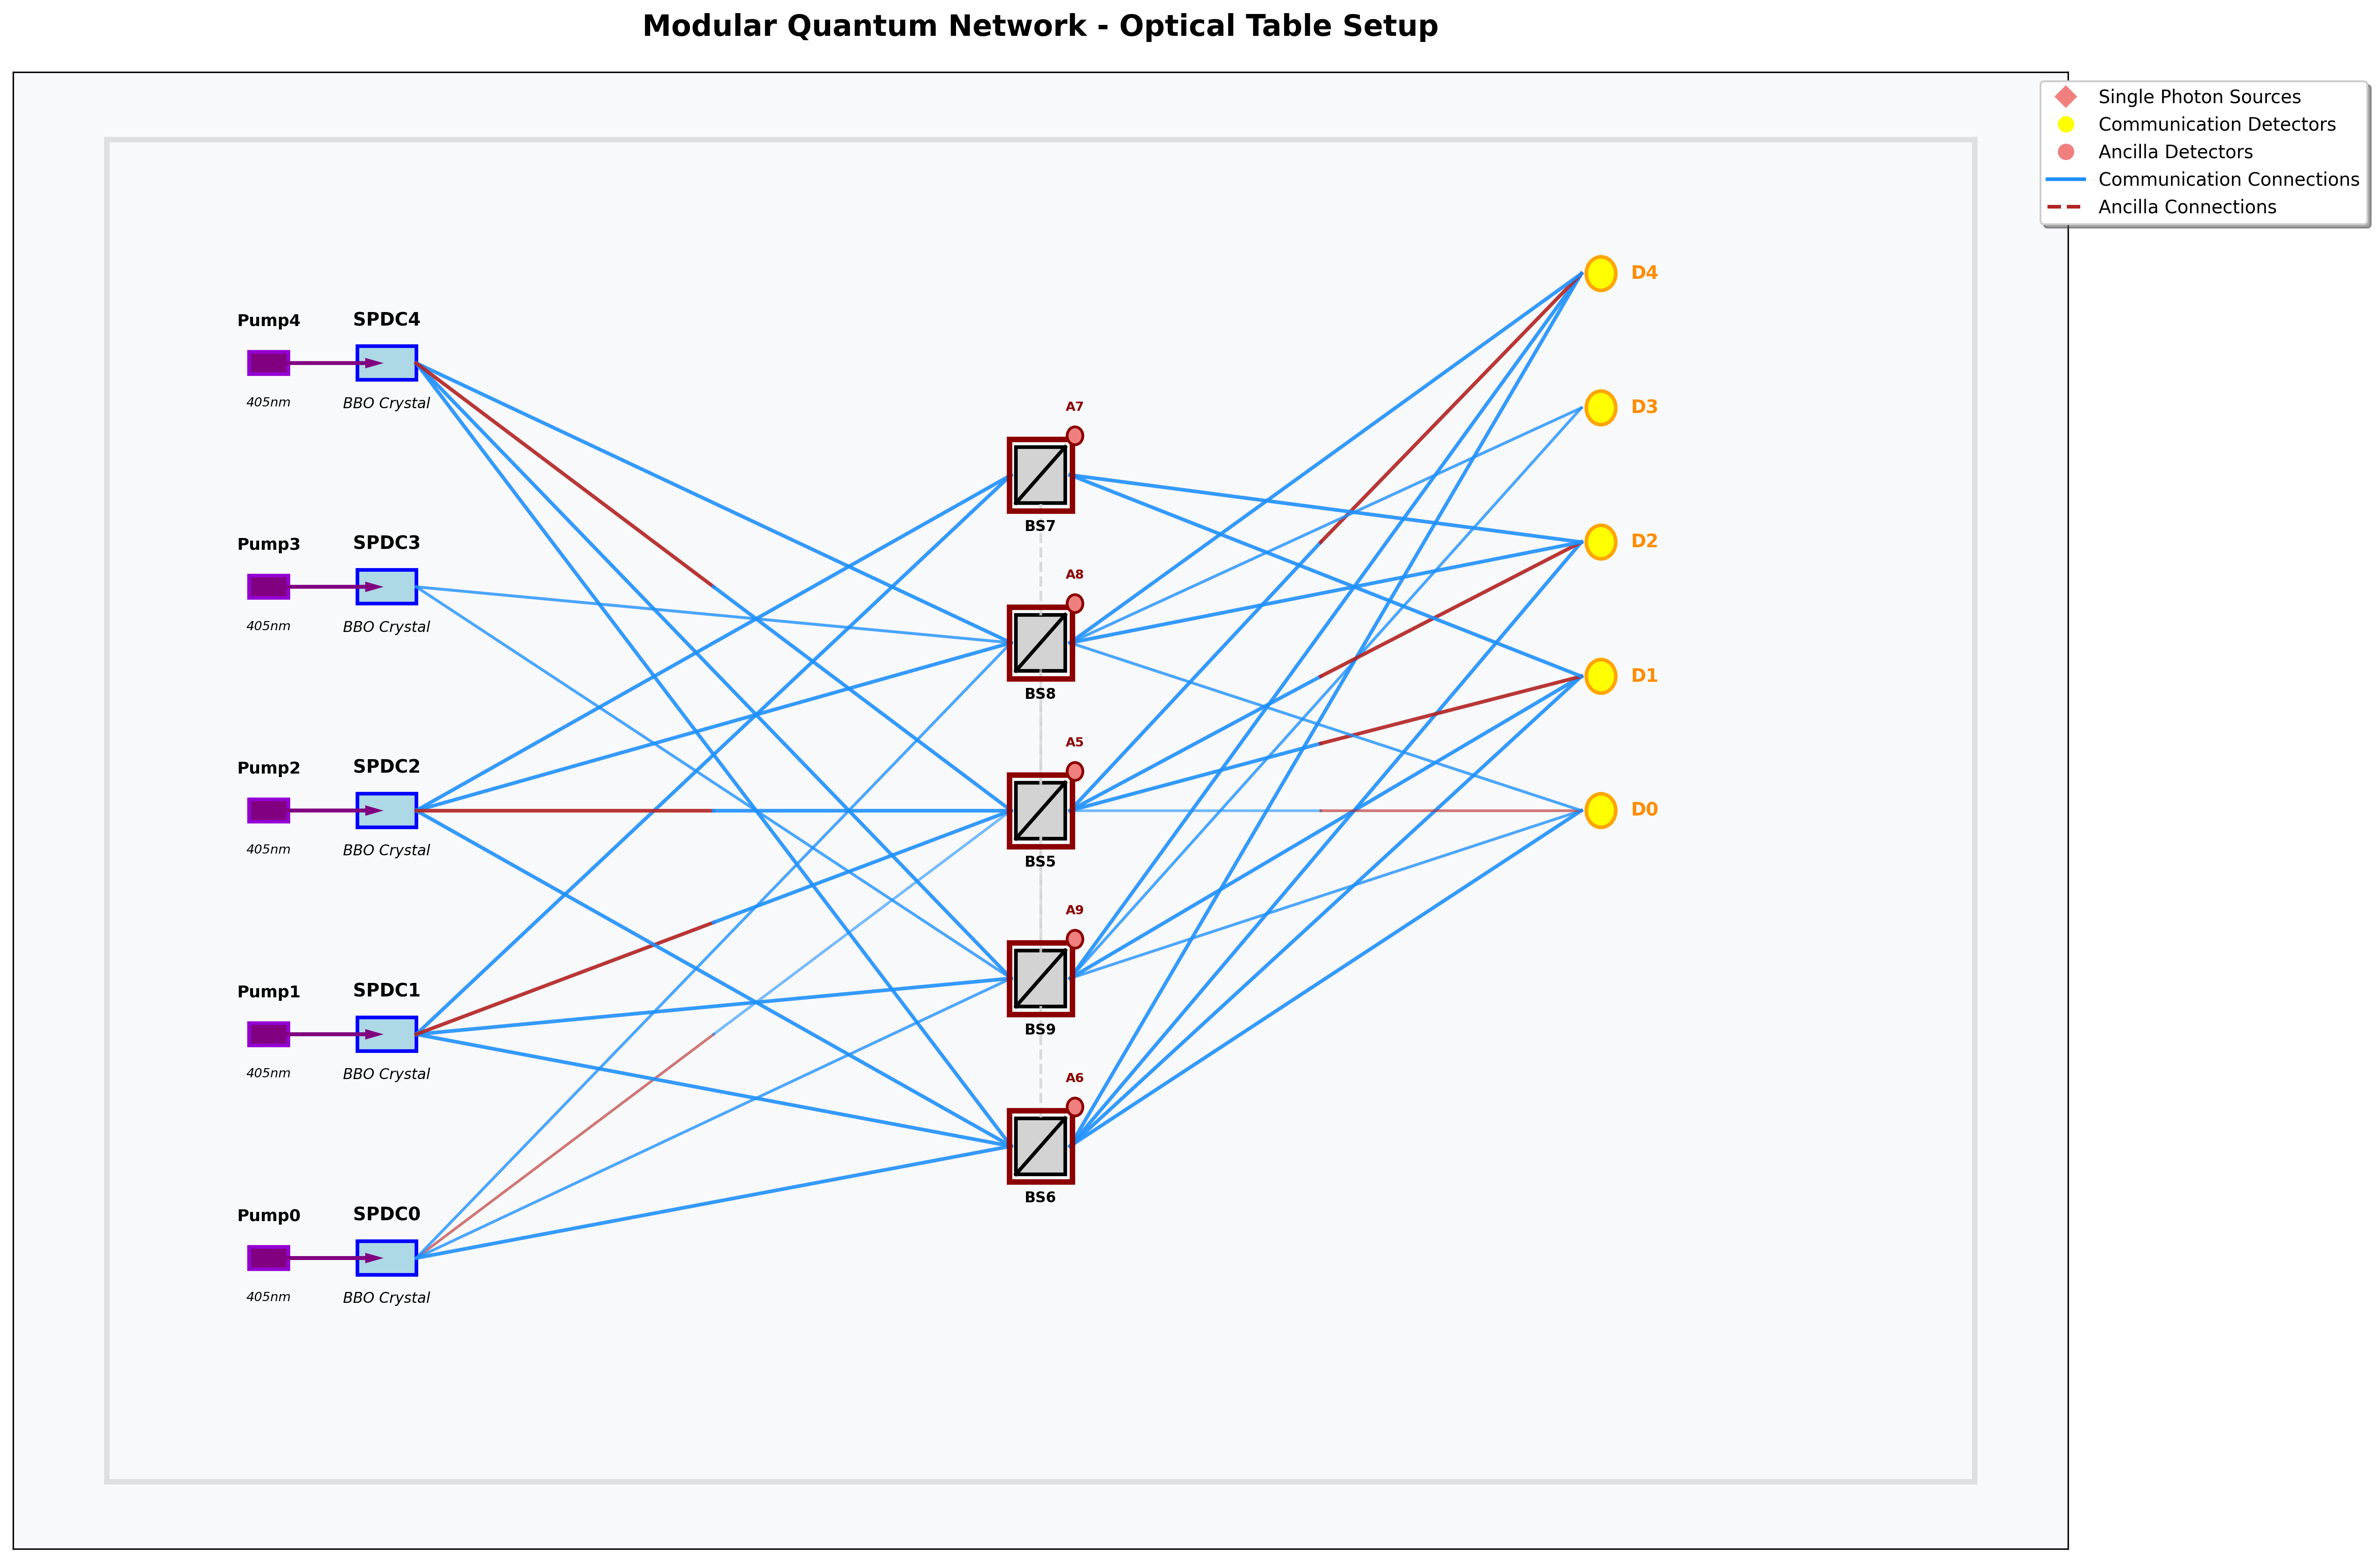 Modular Quantum Network - Optical Table Setup
Single Photon Sources
Communication Detectors
Ancilla Detectors
Communication Connections
Ancilla Connections
D4
Pump4
SPDC4
405nm
BBO Crystal
A7
D3
BS7
Pump3
SPDC3
D2
405nm
BBO Crystal
A8
BS8
D1
Pump2
SPDC2
405nm
BBO Crystal
A5
BS5
D0
Pump1
SPDC1
405nm
BBO Crystal
A9
BS9
A6
BS6
Pump0
SPDC0
405nm
BBO Crystal